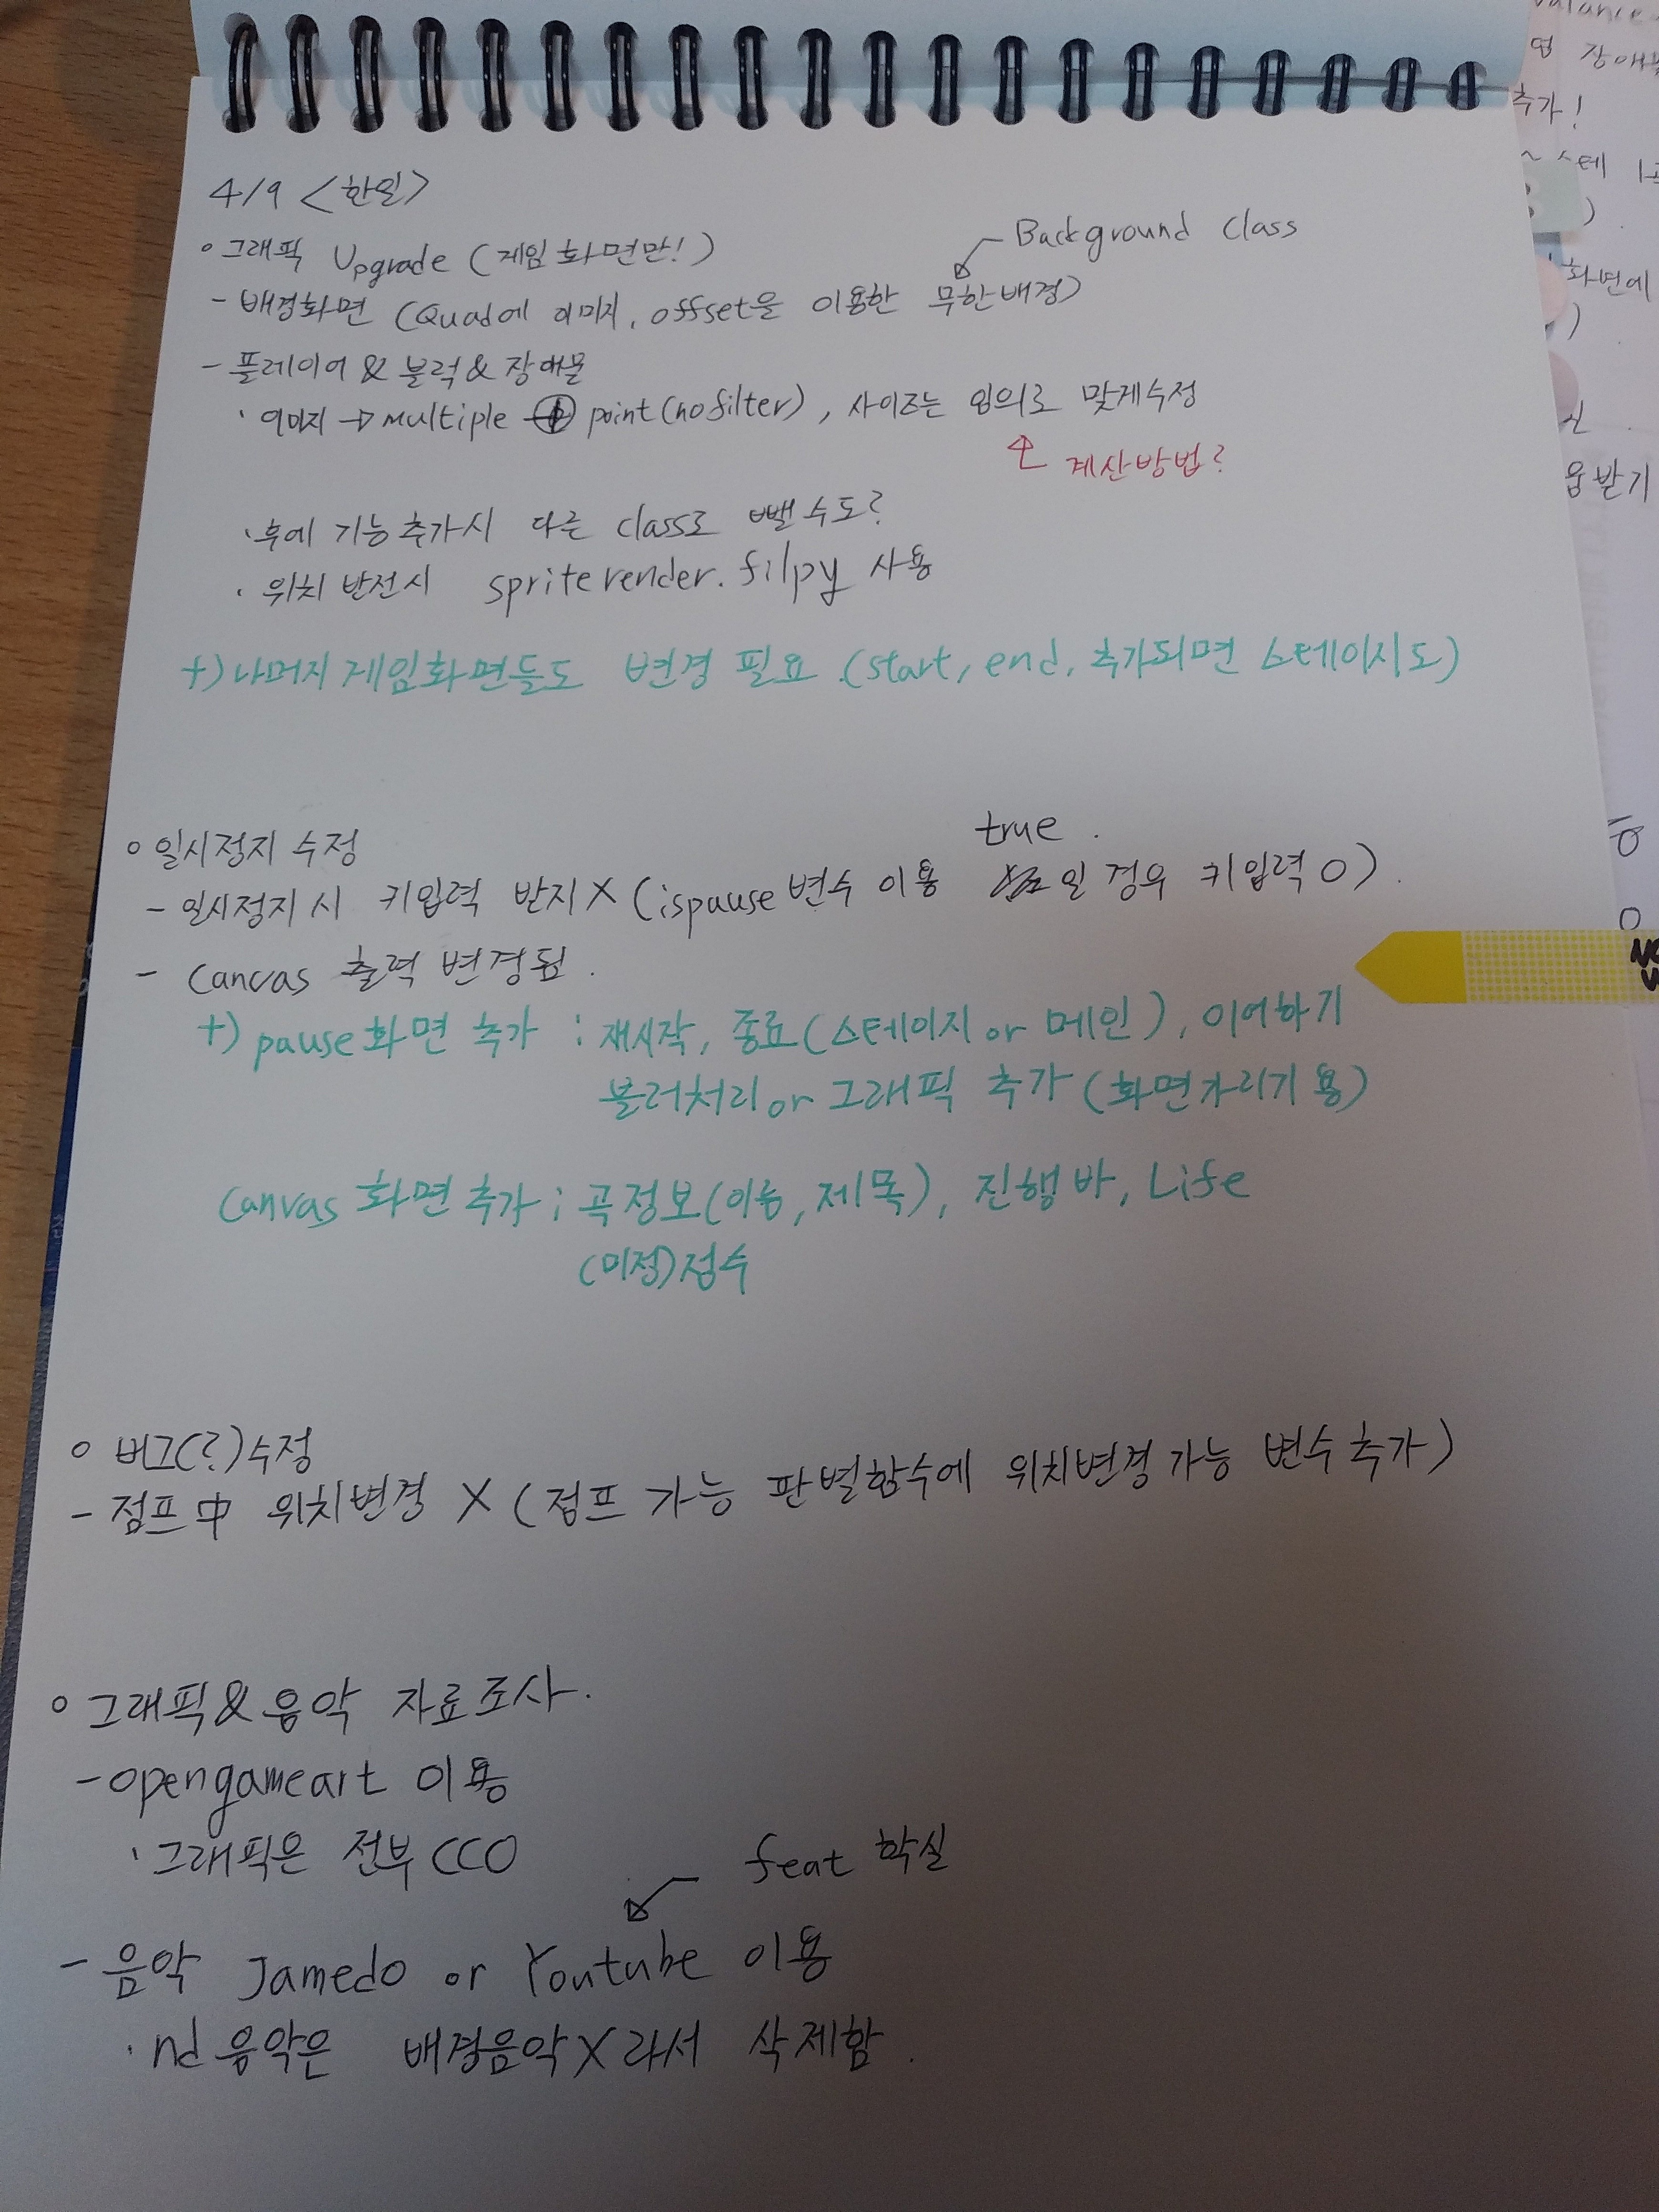 4/9 <한일>
◦ 그래픽 Upgrade (게임화면만!)
Background Class
- 배경화면 (Quad에 이미지, offset을 이용한 무한배경)
- 플레이어 & 블럭 & 장애물
· 이미지 → multiple → point(no filter), 사이즈는 임의로 맞게수정
계산방법?
· 후에 기능추가시 다른 class로 뺄수도?
· 위치 반전시 spriterender.filpy 사용
+) 나머지 게임화면들도 변경 필요 (start, end, 추가되면 스테이지도)
◦ 일시정지 수정
true
- 일시정지 시 키입력 받지 X (ispause 변수 이용 일 경우 키입력 O)
- Canvas 출력 변경됨.
+) pause화면 추가 : 재시작, 종료(스테이지 or 메인), 이어하기
블러처리 or 그래픽 추가 (화면가리기 용)
Canvas 화면 추가 : 곡정보(이름, 제목), 진행 바, Life
(미정)점수
◦ 버그(?)수정
- 점프中 위치변경 X (점프 가능 판별함수에 위치변경가능 변수추가)
◦ 그래픽&음악 자료조사.
- opengameart 이용
· 그래픽은 전부 CC0
feat 학실
- 음악 Jamedo or Youtube 이용
· nd 음악은 배경음악X라서 삭제함.
추가!
화면에